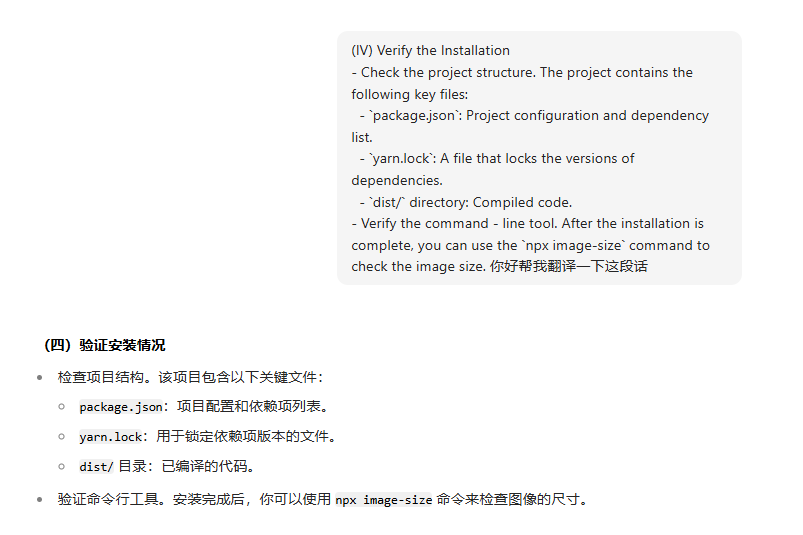 (IV) Verify the Installation
- Check the project structure. The project contains the
following key files:
- `package.json`: Project configuration and dependency
list.
- `yarn.lock`: A file that locks the versions of
dependencies.
- `dist/` directory: Compiled code.
- Verify the command - line tool. After the installation is
complete, you can use the `npx image-size` command to
check the image size. 你好帮我翻译一下这段话
（四）验证安装情况
检查项目结构。该项目包含以下关键文件：
package.json：项目配置和依赖项列表。
yarn.lock：用于锁定依赖项版本的文件。
dist/ 目录：已编译的代码。
验证命令行工具。安装完成后，你可以使用 npx image-size 命令来检查图像的尺寸。